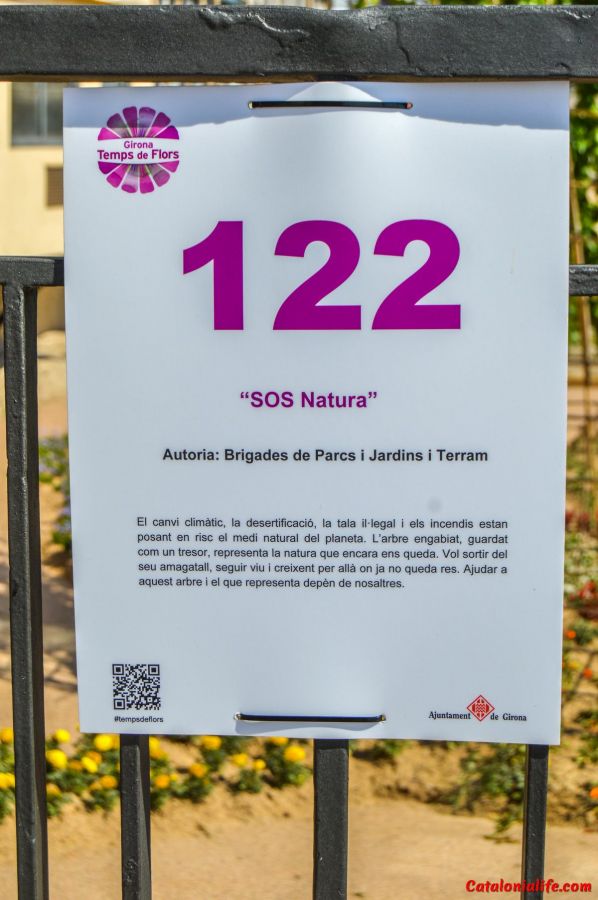 Girona
Temps de Flors
122
“SOS Natura”
Autoria: Brigades de Parcs i Jardins i Terram
El canvi climàtic, la desertificació, la tala il·legal i els incendis estan
posant en risc el medi natural del planeta. L’arbre engabiat, guardat
com un tresor, representa la natura que encara ens queda. Vol sortir del
seu amagatall, seguir viu i creixent per allà on ja no queda res. Ajudar a
aquest arbre i el que representa depèn de nosaltres.
#tempsdeflors
Ajuntament de Girona
Catalonialife.com